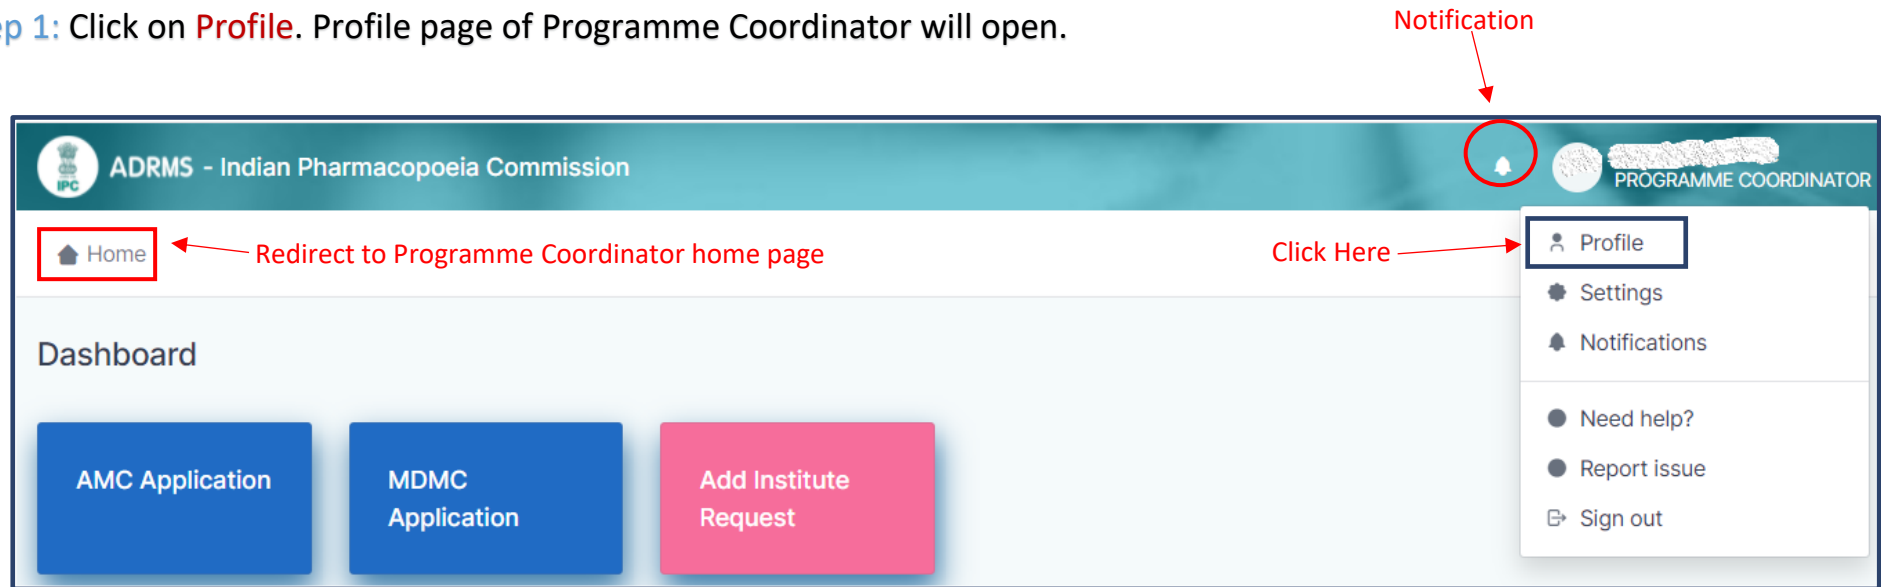 ep 1: Click on Profile. Profile page of Programme Coordinator will open.
Notification
IPC
ADRMS - Indian Pharmacopoeia Commission
PROGRAMME COORDINATOR
Home
Redirect to Programme Coordinator home page
Click Here
Profile
Settings
Notifications
Need help?
Report issue
Sign out
Dashboard
AMC Application
MDMC
Application
Add Institute
Request